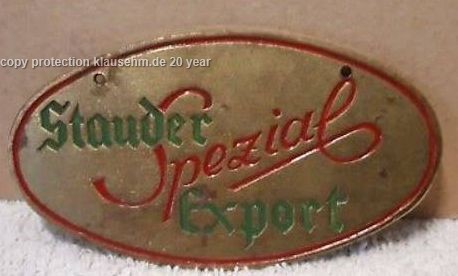 copy protection klausehm.de 20 year
Stauder
Spezial
Export